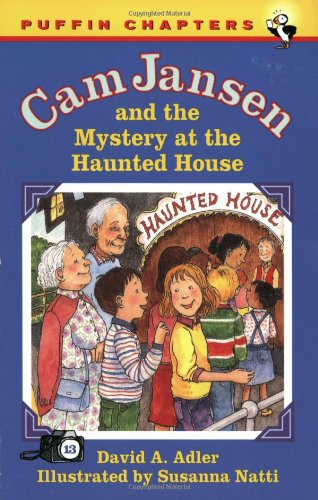 PUFFIN CHAPTERS
Cam Jansen
and the
Mystery at the
Haunted House
HAUNTED HOUSE
13
David A. Adler
Illustrated by Susanna Natti